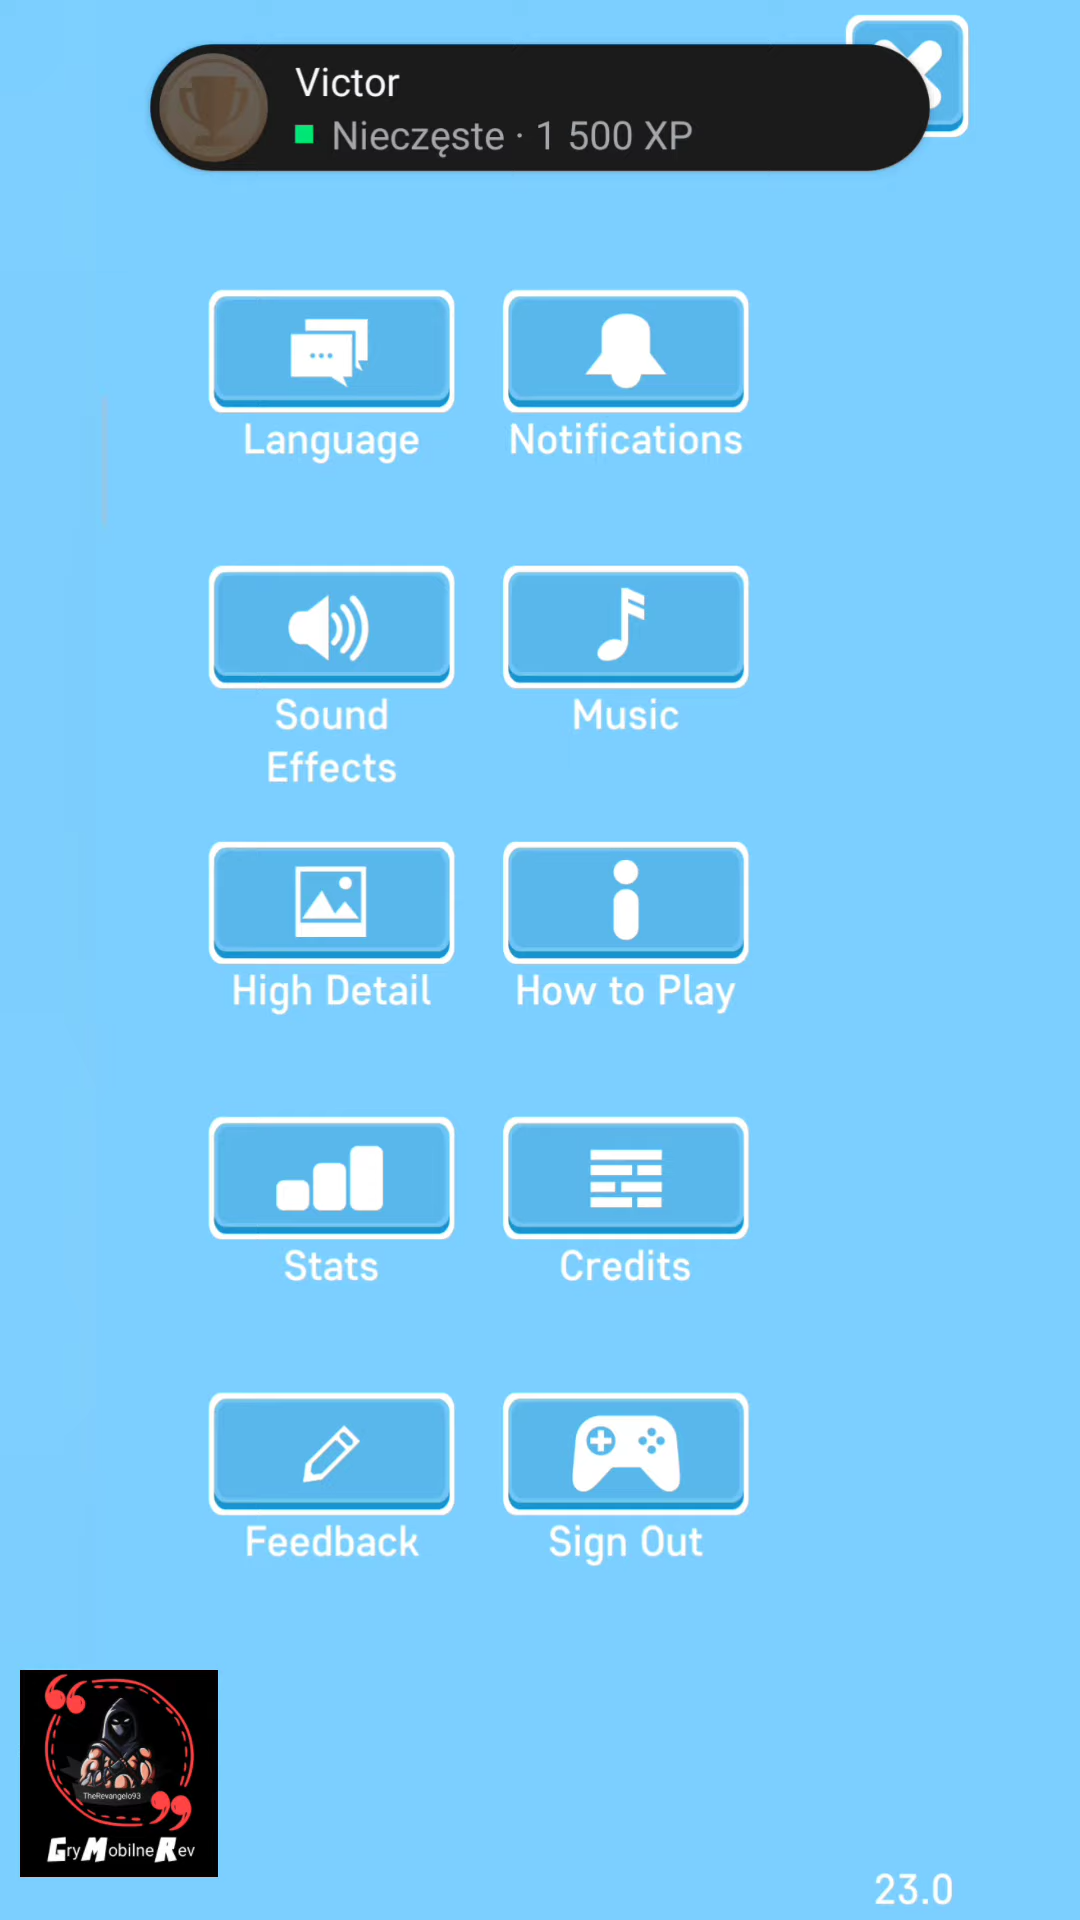 Victor
Nieczęste · 1 500 XP
Language
Notifications
Sound
Effects
Music
High Detail
How to Play
Stats
Credits
Feedback
Sign Out
TheRevangelo93
GryMobilneRev
23.0